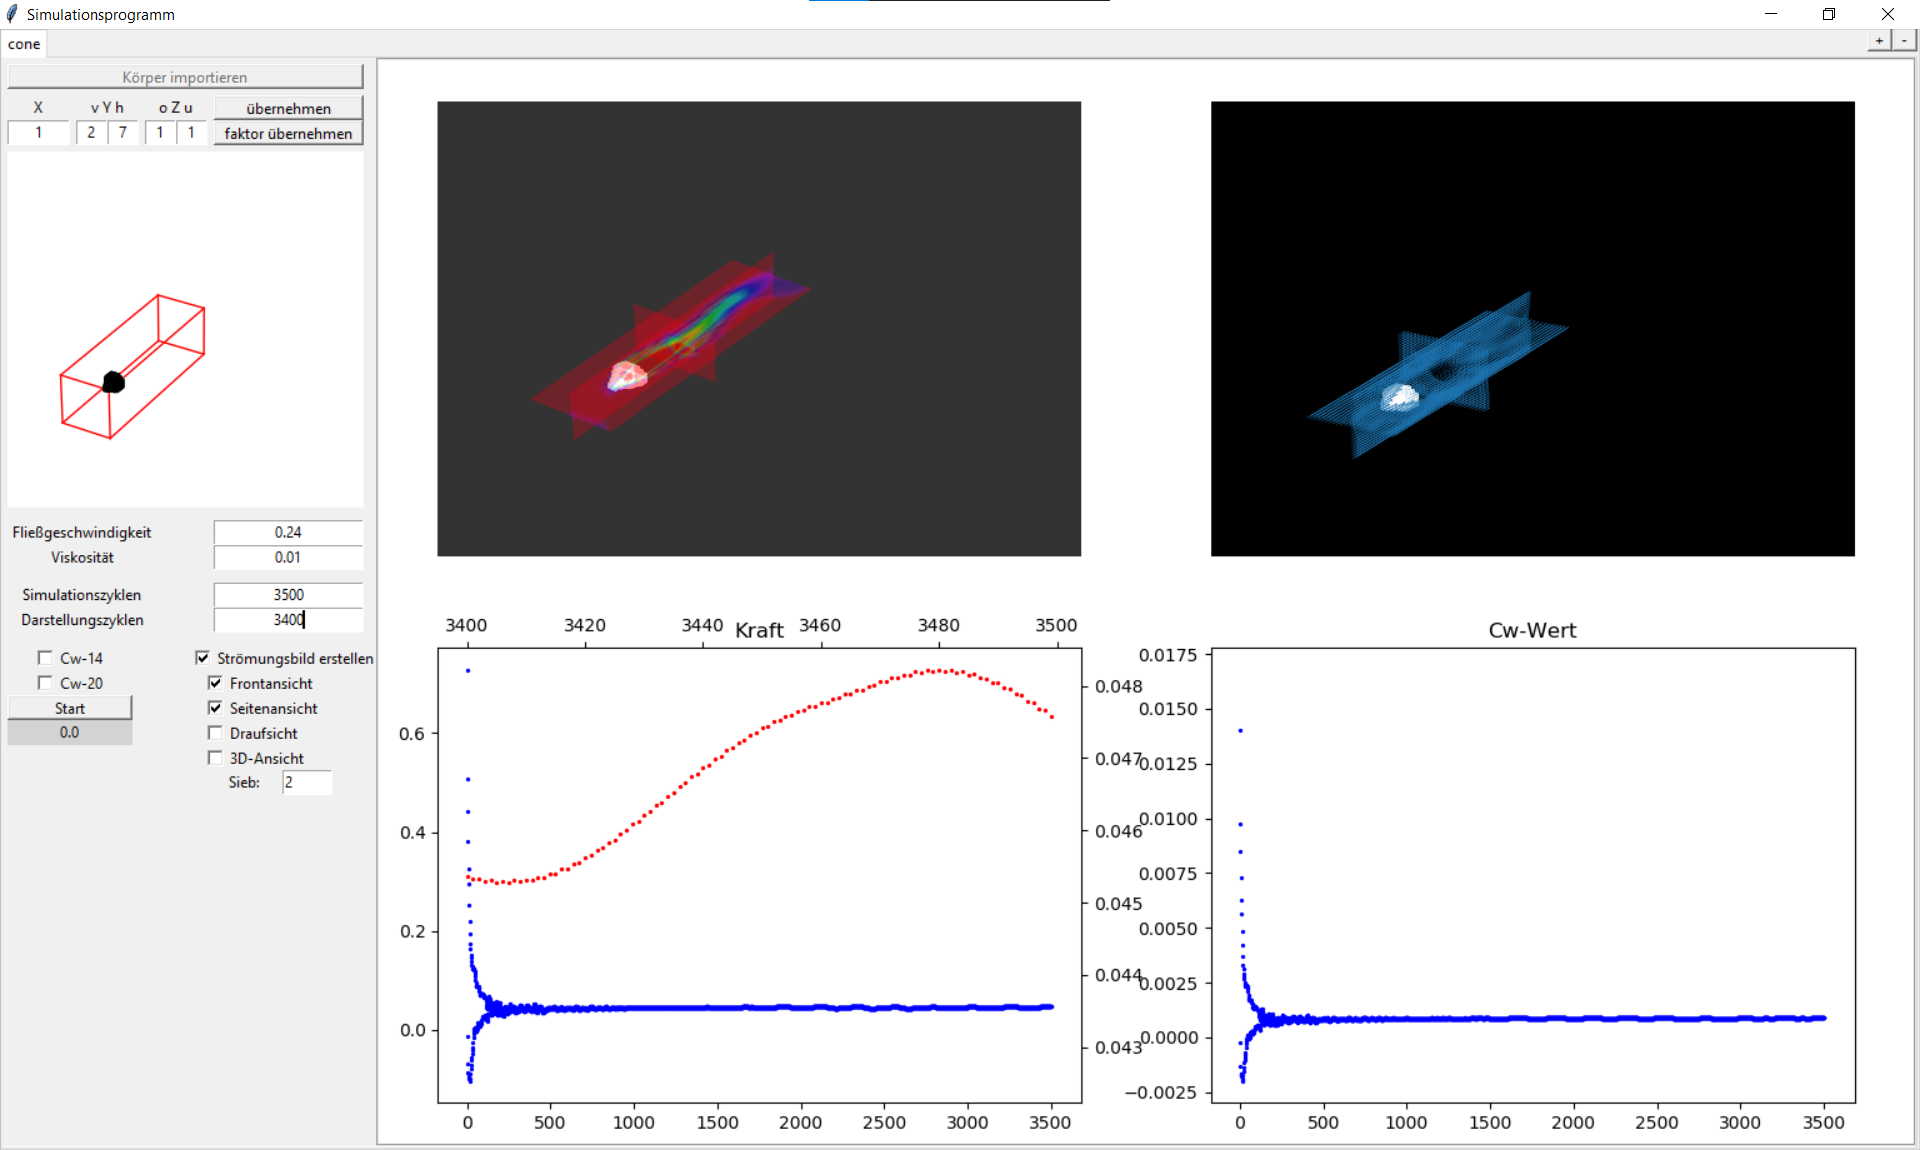 Simulationsprogramm
cone
+ -
Körper importieren
X v Y h o Z u übernehmen
1 2 7 1 1 faktor übernehmen
Fließgeschwindigkeit 0.24
Viskosität 0.01
Simulationszyklen 3500
Darstellungszyklen 3400
Cw-14 Strömungsbild erstellen
Cw-20 Frontansicht
Start Seitenansicht
0.0 Draufsicht
3D-Ansicht
Sieb: 2
3400 3420 3440 Kraft 3460 3480 3500
0.6
0.4
0.2
0.0
0.048
0.047
0.046
0.045
0.044
0.043
0 500 1000 1500 2000 2500 3000 3500
Cw-Wert
0.0175
0.0150
0.0125
0.0100
0.0075
0.0050
0.0025
0.0000
−0.0025
0 500 1000 1500 2000 2500 3000 3500